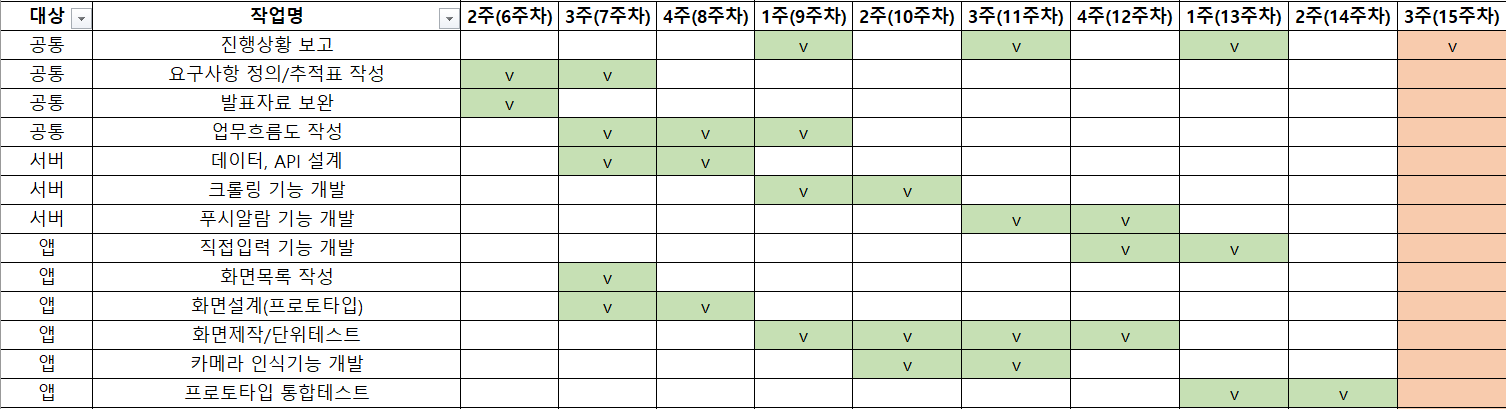 대상 작업명 2주(6주차) 3주(7주차) 4주(8주차) 1주(9주차) 2주(10주차) 3주(11주차) 4주(12주차) 1주(13주차) 2주(14주차) 3주(15주차)
공통 진행상황 보고 v v v v
공통 요구사항 정의/추적표 작성 v v
공통 발표자료 보완 v
공통 업무흐름도 작성 v v v
서버 데이터, API 설계 v v
서버 크롤링 기능 개발 v v
서버 푸시알람 기능 개발 v v
앱 직접입력 기능 개발 v v
앱 화면목록 작성 v
앱 화면설계(프로토타입) v v
앱 화면제작/단위테스트 v v v v
앱 카메라 인식기능 개발 v v
앱 프로토타입 통합테스트 v v